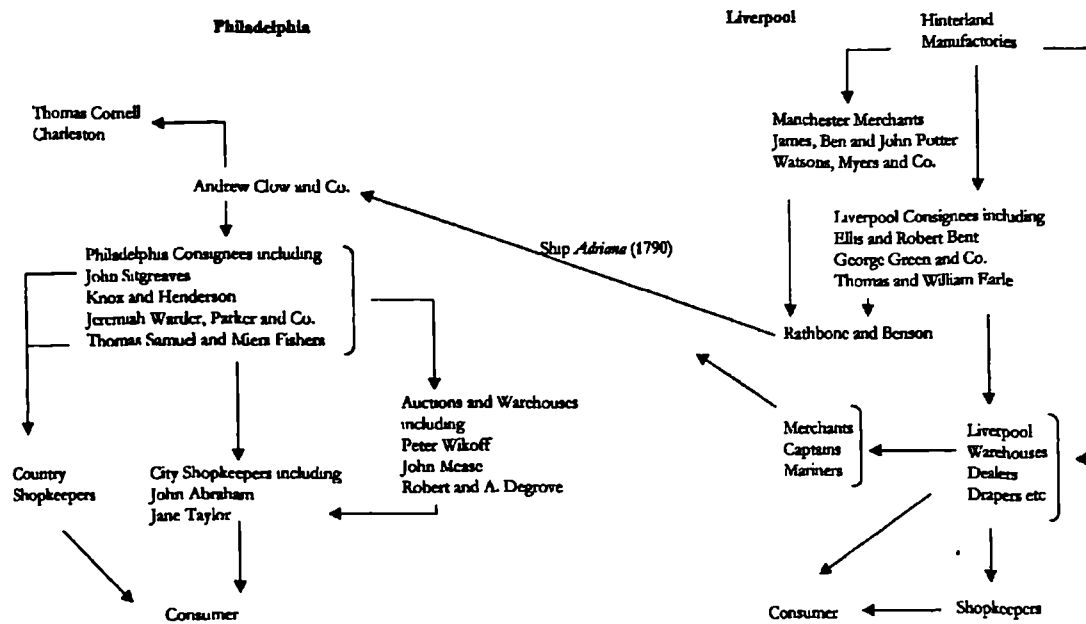 Philadelphia
Thomas Cornell
Charleston
Andrew Clow and Co.
Philadelphus Consignees including
John Sitgreaves
Knox and Henderson
Jeremiah Warder, Parker and Co.
Thomas Samuel and Miers Fishers
Auctions and Warehouses
including
Peter Wikoff
John Mease
Robert and A. Degrove
Country
Shopkeepers
City Shopkeepers including
John Abraham
Jane Taylor
Consumer
Ship Adriana (1790)
Liverpool
Hinterland
Manufactories
Manchester Merchants
James, Ben and John Potter
Watsons, Myers and Co.
Liverpool Consignees including
Ellis and Robert Bent
George Green and Co.
Thomas and William Earle
Rathbone and Benson
Merchants
Captains
Mariners
Liverpool
Warehouses
Dealers
Drapers etc
Consumer
Shopkeepers